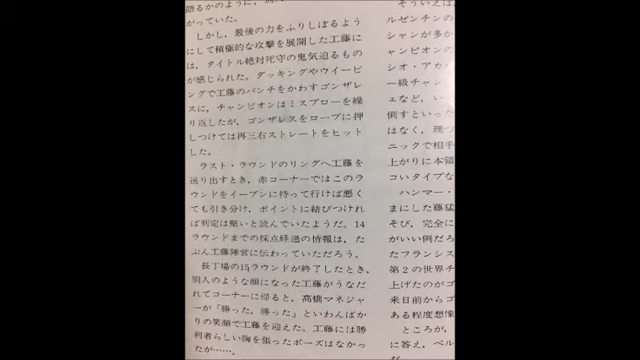 語るかのように、
がっていた。
しかし、最後の力をふりしぼるよう
にして積極的な攻撃を展開した工藤に
は、タイトル絶対死守の鬼気迫るもの
が感じられた。ダッキングやウイービ
ングで工藤のパンチをかわすゴンザレ
スに、チャンピオンはミスブローを繰
り返したが、ゴンザレスをロープに押
しつけては再三右ストレートをヒット
した。
ラスト・ラウンドのリングへ工藤を
送り出すとき、赤コーナーではこのラ
ウンドをイーブンに持って行けば悪く
ても引き分け、ポイントに結びつけれ
ば判定は堅いと読んでいたようだ。14
ラウンドまでの採点経過の情報は、た
ぶん工藤陣営に伝わっていただろう。
長丁場の15ラウンドが終了したとき、
別人のような顔になった工藤がうなだ
れてコーナーに帰ると、高橋マネジャ
ーが「勝った、勝った」といわんばか
りの笑顔で工藤を迎えた。工藤には勝
利者らしい胸を張ったポーズはなかっ
たが……。
そういえば
ルゼンチンの
シャンが多か
ャンピオンの
シオ・アカバ
一級チャン
ェなど。い
倒すといった
はなく、理づ
ニックで相手
上がりに本領
コいタイプな
ハンマー・
まにした藤猛
そび、完全に
がいい例だろ
たフランシス
第2の世界チ
上げたのがゴ
来日前からゴ
ある程度想像
ところが、
に答え、ベル